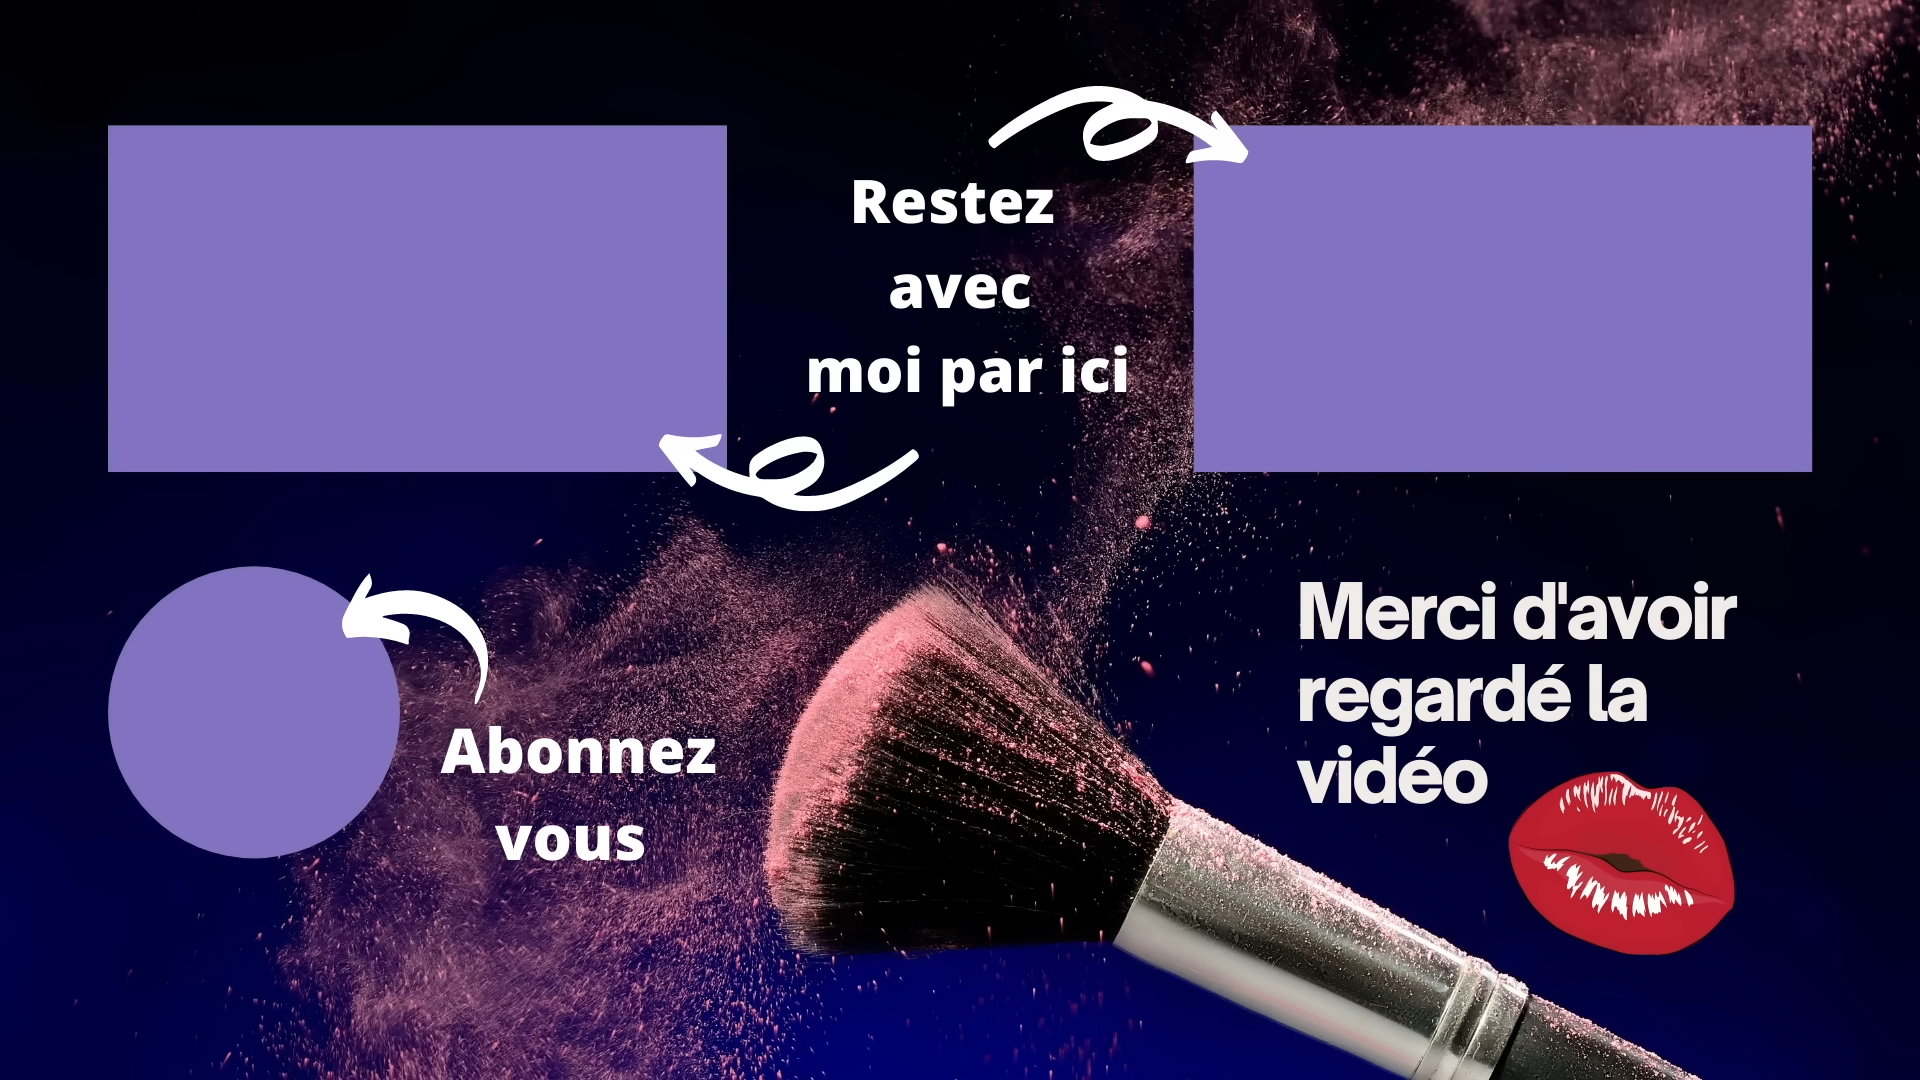 Restez
avec
moi par ici
Abonnez
vous
Merci d'avoir
regardé la
vidéo